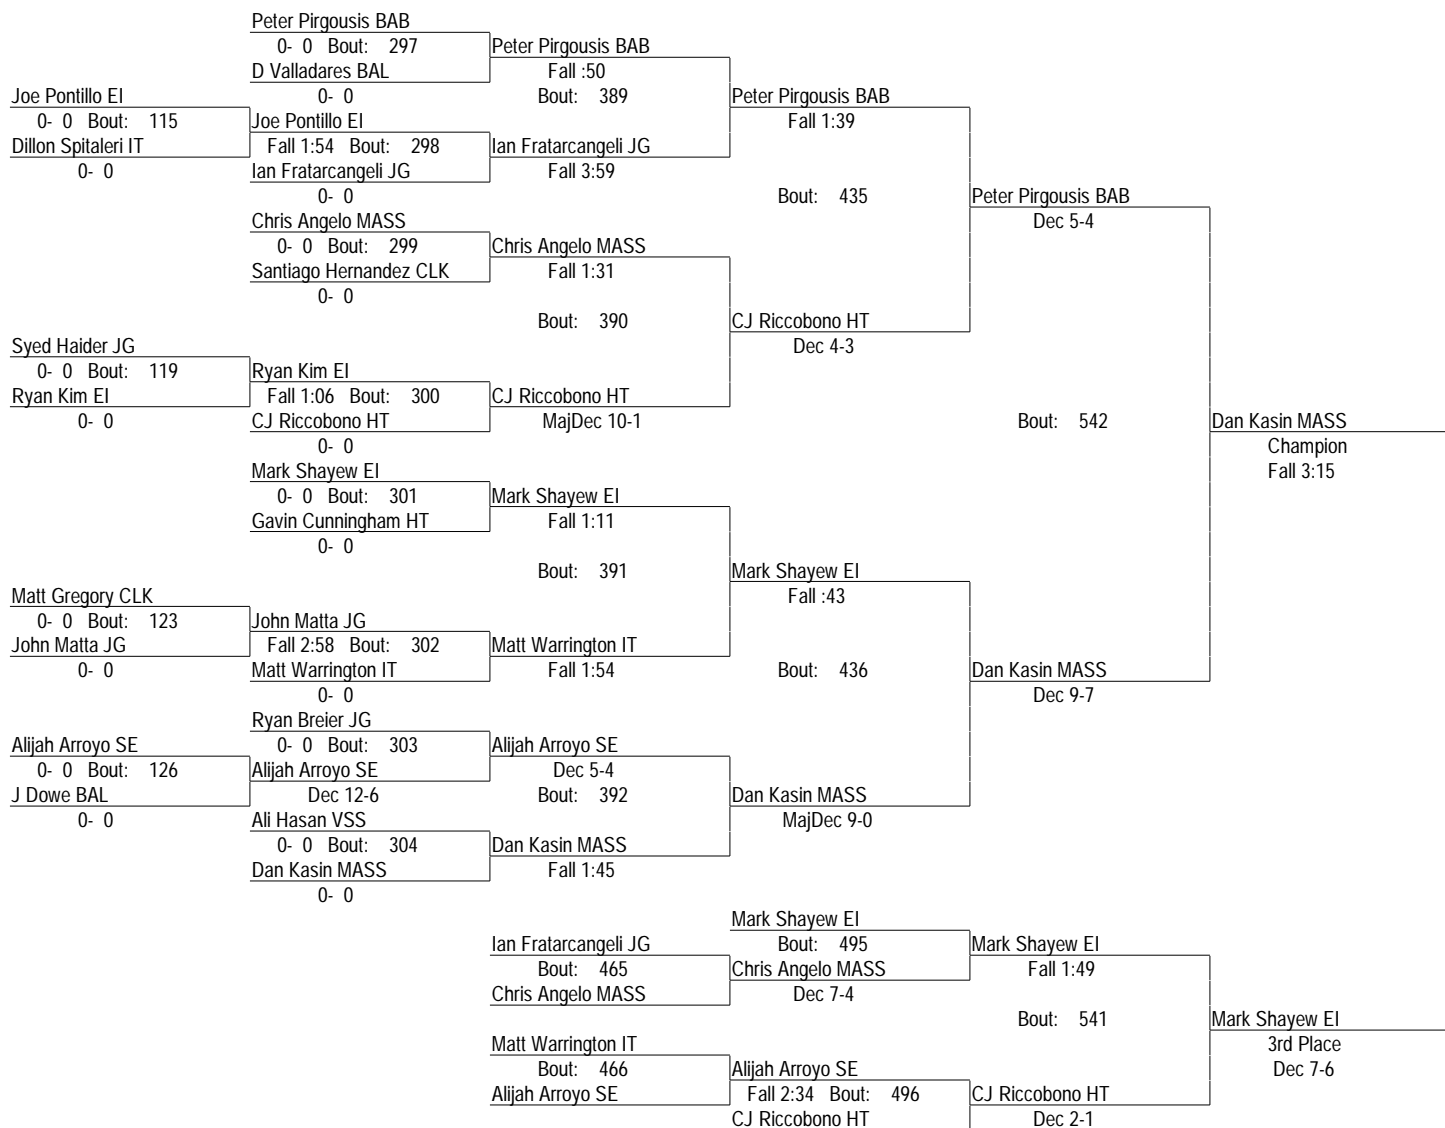 Peter Pirgousis BAB
0- 0 Bout: 297 Peter Pirgousis BAB
D Valladares BAL Fall :50
Joe Pontillo EI 0- 0 Bout: 389 Peter Pirgousis BAB
0- 0 Bout: 115 Joe Pontillo EI Fall 1:39
Dillon Spitaleri IT Fall 1:54 Bout: 298 Ian Fratarcangeli JG
0- 0 Ian Fratarcangeli JG Fall 3:59
0- 0 Bout: 435 Peter Pirgousis BAB
Chris Angelo MASS Dec 5-4
0- 0 Bout: 299 Chris Angelo MASS
Santiago Hernandez CLK Fall 1:31
0- 0
Bout: 390 CJ Riccobono HT
Syed Haider JG Dec 4-3
0- 0 Bout: 119 Ryan Kim EI
Ryan Kim EI Fall 1:06 Bout: 300 CJ Riccobono HT
0- 0 CJ Riccobono HT MajDec 10-1 Bout: 542 Dan Kasin MASS
0- 0 Champion
Mark Shayew EI Fall 3:15
0- 0 Bout: 301 Mark Shayew EI
Gavin Cunningham HT Fall 1:11
0- 0
Bout: 391 Mark Shayew EI
Matt Gregory CLK Fall :43
0- 0 Bout: 123 John Matta JG
John Matta JG Fall 2:58 Bout: 302 Matt Warrington IT
0- 0 Matt Warrington IT Fall 1:54 Bout: 436 Dan Kasin MASS
0- 0 Dec 9-7
Ryan Breier JG
Alijah Arroyo SE 0- 0 Bout: 303 Alijah Arroyo SE
0- 0 Bout: 126 Alijah Arroyo SE Dec 5-4
J Dowe BAL Dec 12-6 Bout: 392 Dan Kasin MASS
0- 0 Ali Hasan VSS MajDec 9-0
0- 0 Bout: 304 Dan Kasin MASS
Dan Kasin MASS Fall 1:45
0- 0
Mark Shayew EI
Ian Fratarcangeli JG Bout: 495 Mark Shayew EI
Bout: 465 Chris Angelo MASS Fall 1:49
Chris Angelo MASS Dec 7-4
Bout: 541 Mark Shayew EI
Matt Warrington IT 3rd Place
Bout: 466 Alijah Arroyo SE Dec 7-6
Alijah Arroyo SE Fall 2:34 Bout: 496 CJ Riccobono HT
CJ Riccobono HT Dec 2-1